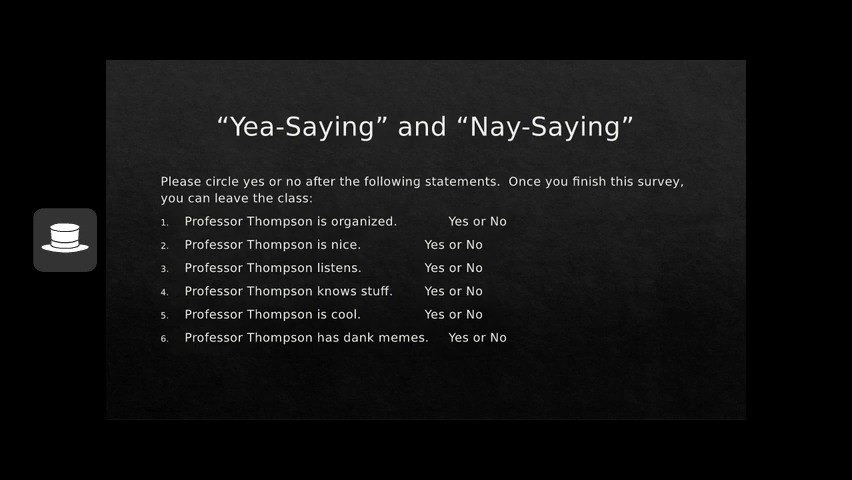 “Yea-Saying” and “Nay-Saying”
Please circle yes or no after the following statements.  Once you finish this survey,
you can leave the class:
1. Professor Thompson is organized. Yes or No
2. Professor Thompson is nice. Yes or No
3. Professor Thompson listens. Yes or No
4. Professor Thompson knows stuff. Yes or No
5. Professor Thompson is cool. Yes or No
6. Professor Thompson has dank memes. Yes or No